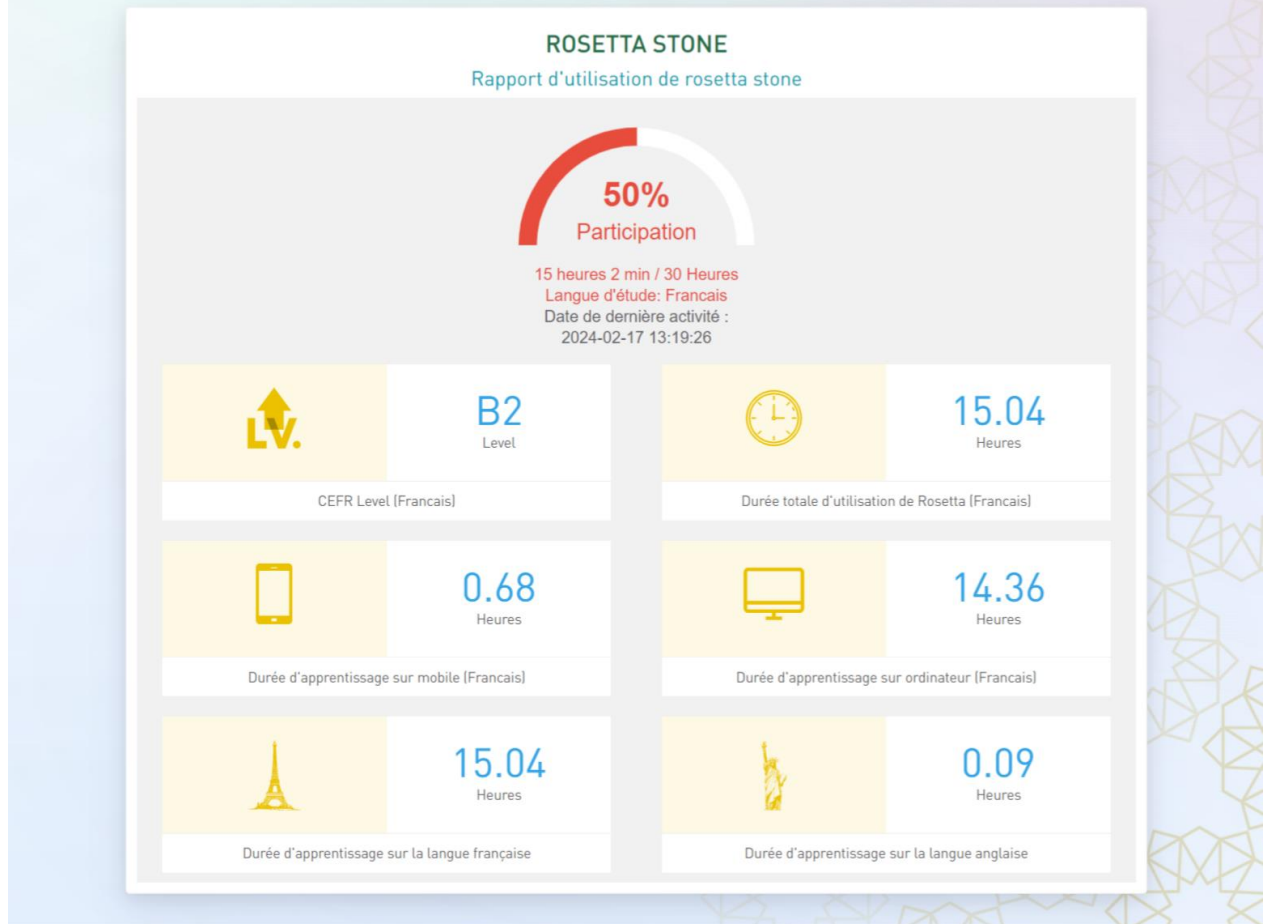 ROSETTA STONE
Rapport d'utilisation de rosetta stone
50%
Participation
15 heures 2 min / 30 Heures
Langue d'étude: Francais
Date de dernière activité :
2024-02-17 13:19:26
LV.
B2
Level
CEFR Level (Francais)
15.04
Heures
Durée totale d'utilisation de Rosetta (Francais)
0.68
Heures
Durée d'apprentissage sur mobile (Francais)
14.36
Heures
Durée d'apprentissage sur ordinateur (Francais)
15.04
Heures
Durée d'apprentissage sur la langue française
0.09
Heures
Durée d'apprentissage sur la langue anglaise